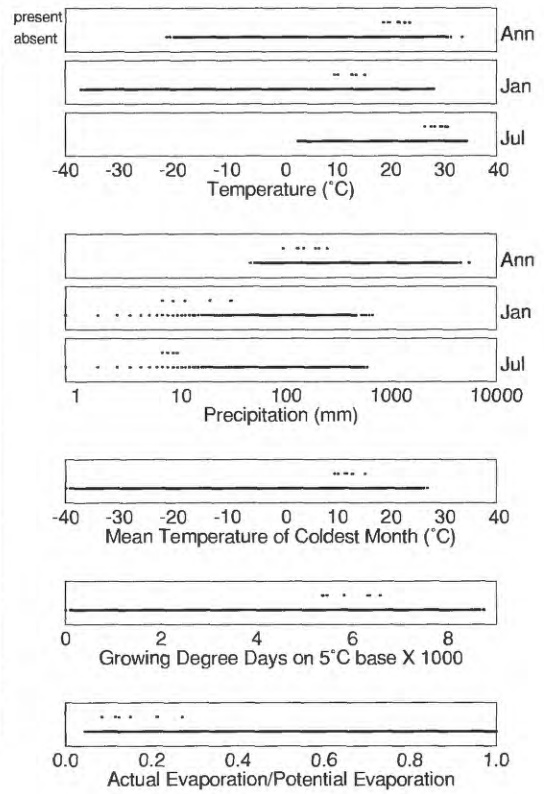 present
absent
Ann
Jan
Jul
-40 -30 -20 -10 0 10 20 30 40
Temperature (˚C)
Ann
Jan
Jul
1 10 100 1000 10000
Precipitation (mm)
-40 -30 -20 -10 0 10 20 30 40
Mean Temperature of Coldest Month (˚C)
0 2 4 6 8
Growing Degree Days on 5˚C base X 1000
0.0 0.2 0.4 0.6 0.8 1.0
Actual Evaporation/Potential Evaporation